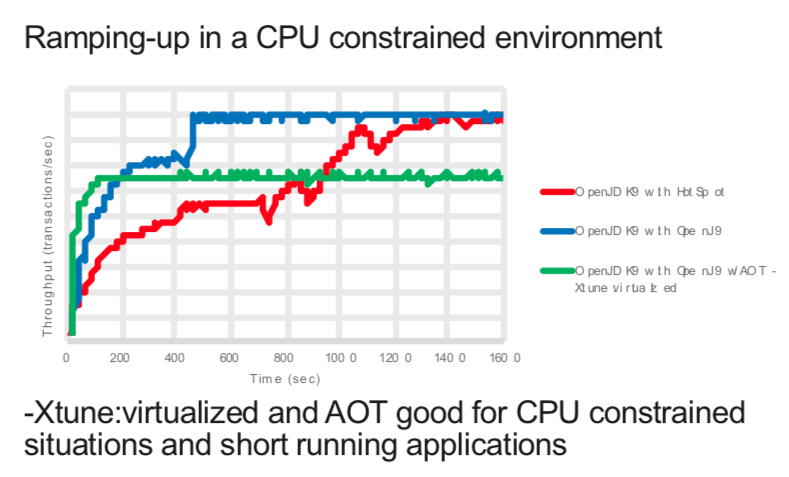 Ramping-up in a CPU constrained environment
Throughput (transactions/sec)
OpenJDK9 with HotSpot
OpenJDK9 with OpenJ9
OpenJDK9 with OpenJ9 w/AOT -
Xtune virtualized
0 200 400 600 800 1000 1200 1400 1600
Time (sec)
-Xtune:virtualized and AOT good for CPU constrained
situations and short running applications